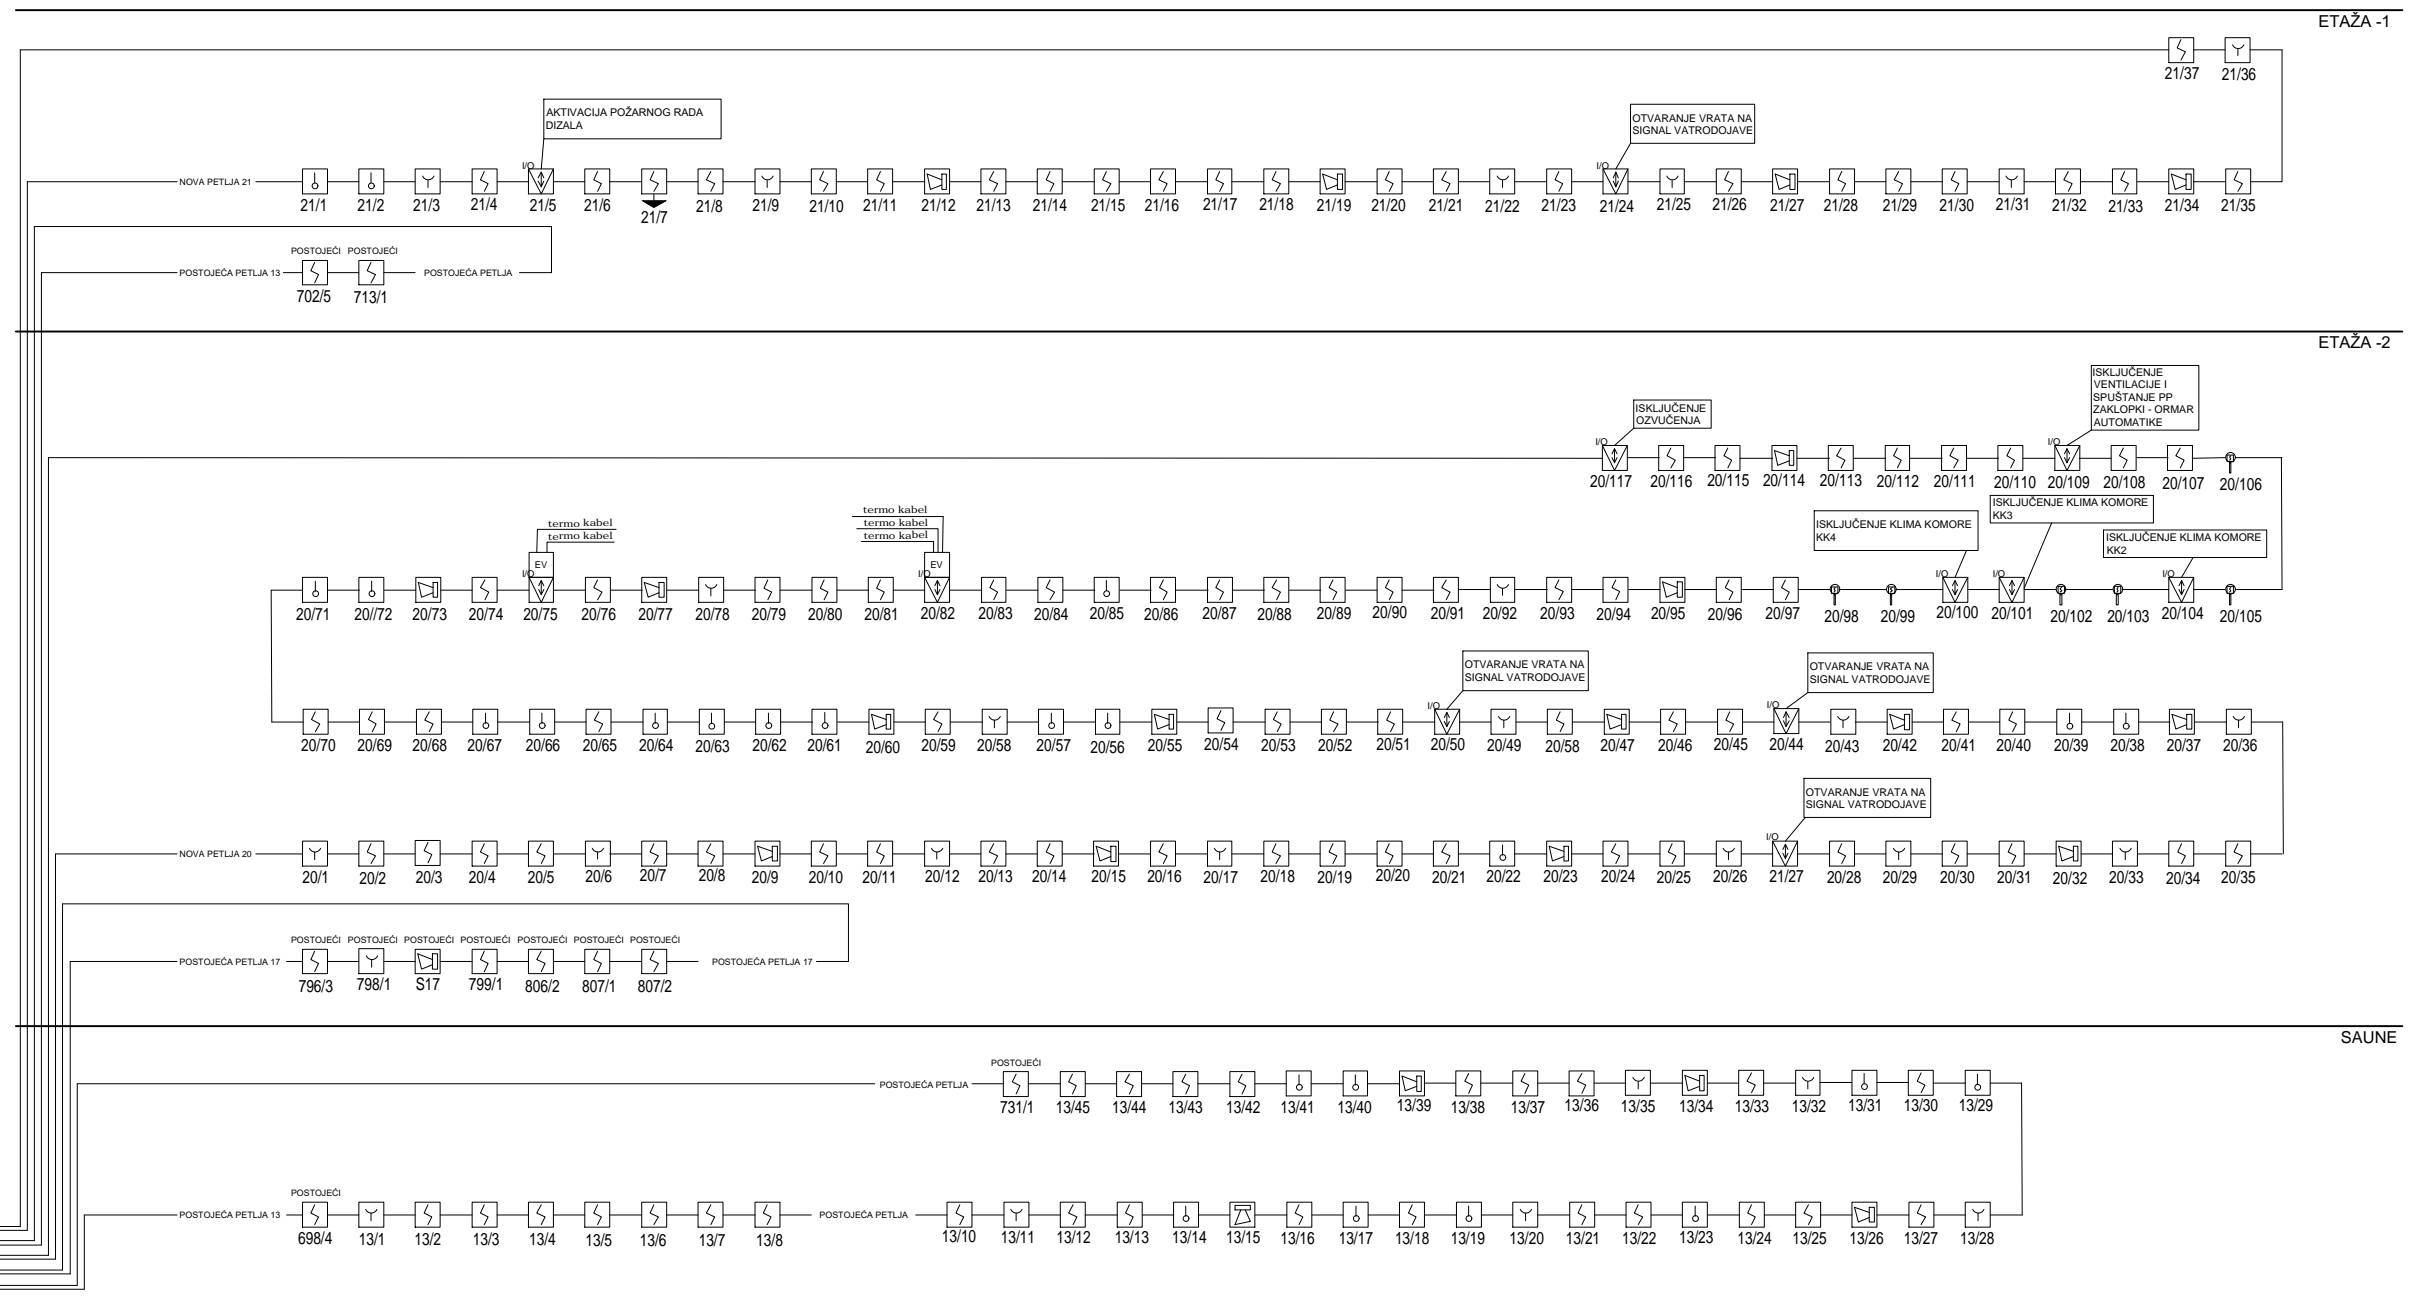 ETAŽA -1
21/37 21/36
AKTIVACIJA POŽARNOG RADA
DIZALA
OTVARANJE VRATA NA
SIGNAL VATRODOJAVE
I/O I/O
NOVA PETLJA 21
21/1 21/2 21/3 21/4 21/5 21/6 21/7 21/8 21/9 21/10 21/11 21/12 21/13 21/14 21/15 21/16 21/17 21/18 21/19 21/20 21/21 21/22 21/23 21/24 21/25 21/26 21/27 21/28 21/29 21/30 21/31 21/32 21/33 21/34 21/35
POSTOJEĆI POSTOJEĆI
POSTOJEĆA PETLJA 13 POSTOJEĆA PETLJA
702/5 713/1
ETAŽA -2
ISKLJUČENJE
VENTILACIJE I
SPUŠTANJE PP
ZAKLOPKI - ORMAR
AUTOMATIKE
ISKLJUČENJE
OZVUČENJA
I/O I/O
20/117 20/116 20/115 20/114 20/113 20/112 20/111 20/110 20/109 20/108 20/107 20/106
ISKLJUČENJE KLIMA KOMORE
KK3
ISKLJUČENJE KLIMA KOMORE
KK4
ISKLJUČENJE KLIMA KOMORE
KK2
termo kabel
termo kabel
termo kabel
termo kabel
termo kabel
EV EV
I/O I/O I/O I/O I/O
20/71 20//72 20/73 20/74 20/75 20/76 20/77 20/78 20/79 20/80 20/81 20/82 20/83 20/84 20/85 20/86 20/87 20/88 20/89 20/90 20/91 20/92 20/93 20/94 20/95 20/96 20/97 20/98 20/99 20/100 20/101 20/102 20/103 20/104 20/105
OTVARANJE VRATA NA
SIGNAL VATRODOJAVE
OTVARANJE VRATA NA
SIGNAL VATRODOJAVE
I/O I/O
20/70 20/69 20/68 20/67 20/66 20/65 20/64 20/63 20/62 20/61 20/60 20/59 20/58 20/57 20/56 20/55 20/54 20/53 20/52 20/51 20/50 20/49 20/58 20/47 20/46 20/45 20/44 20/43 20/42 20/41 20/40 20/39 20/38 20/37 20/36
OTVARANJE VRATA NA
SIGNAL VATRODOJAVE
I/O
NOVA PETLJA 20
20/1 20/2 20/3 20/4 20/5 20/6 20/7 20/8 20/9 20/10 20/11 20/12 20/13 20/14 20/15 20/16 20/17 20/18 20/19 20/20 20/21 20/22 20/23 20/24 20/25 20/26 21/27 20/28 20/29 20/30 20/31 20/32 20/33 20/34 20/35
POSTOJEĆI POSTOJEĆI POSTOJEĆI POSTOJEĆI POSTOJEĆI POSTOJEĆI POSTOJEĆI
POSTOJEĆA PETLJA 17 POSTOJEĆA PETLJA 17
796/3 798/1 S17 799/1 806/2 807/1 807/2
SAUNE
POSTOJEĆI
POSTOJEĆA PETLJA
731/1 13/45 13/44 13/43 13/42 13/41 13/40 13/39 13/38 13/37 13/36 13/35 13/34 13/33 13/32 13/31 13/30 13/29
POSTOJEĆI
POSTOJEĆA PETLJA 13 POSTOJEĆA PETLJA
698/4 13/1 13/2 13/3 13/4 13/5 13/6 13/7 13/8 13/10 13/11 13/12 13/13 13/14 13/15 13/16 13/17 13/18 13/19 13/20 13/21 13/22 13/23 13/24 13/25 13/26 13/27 13/28